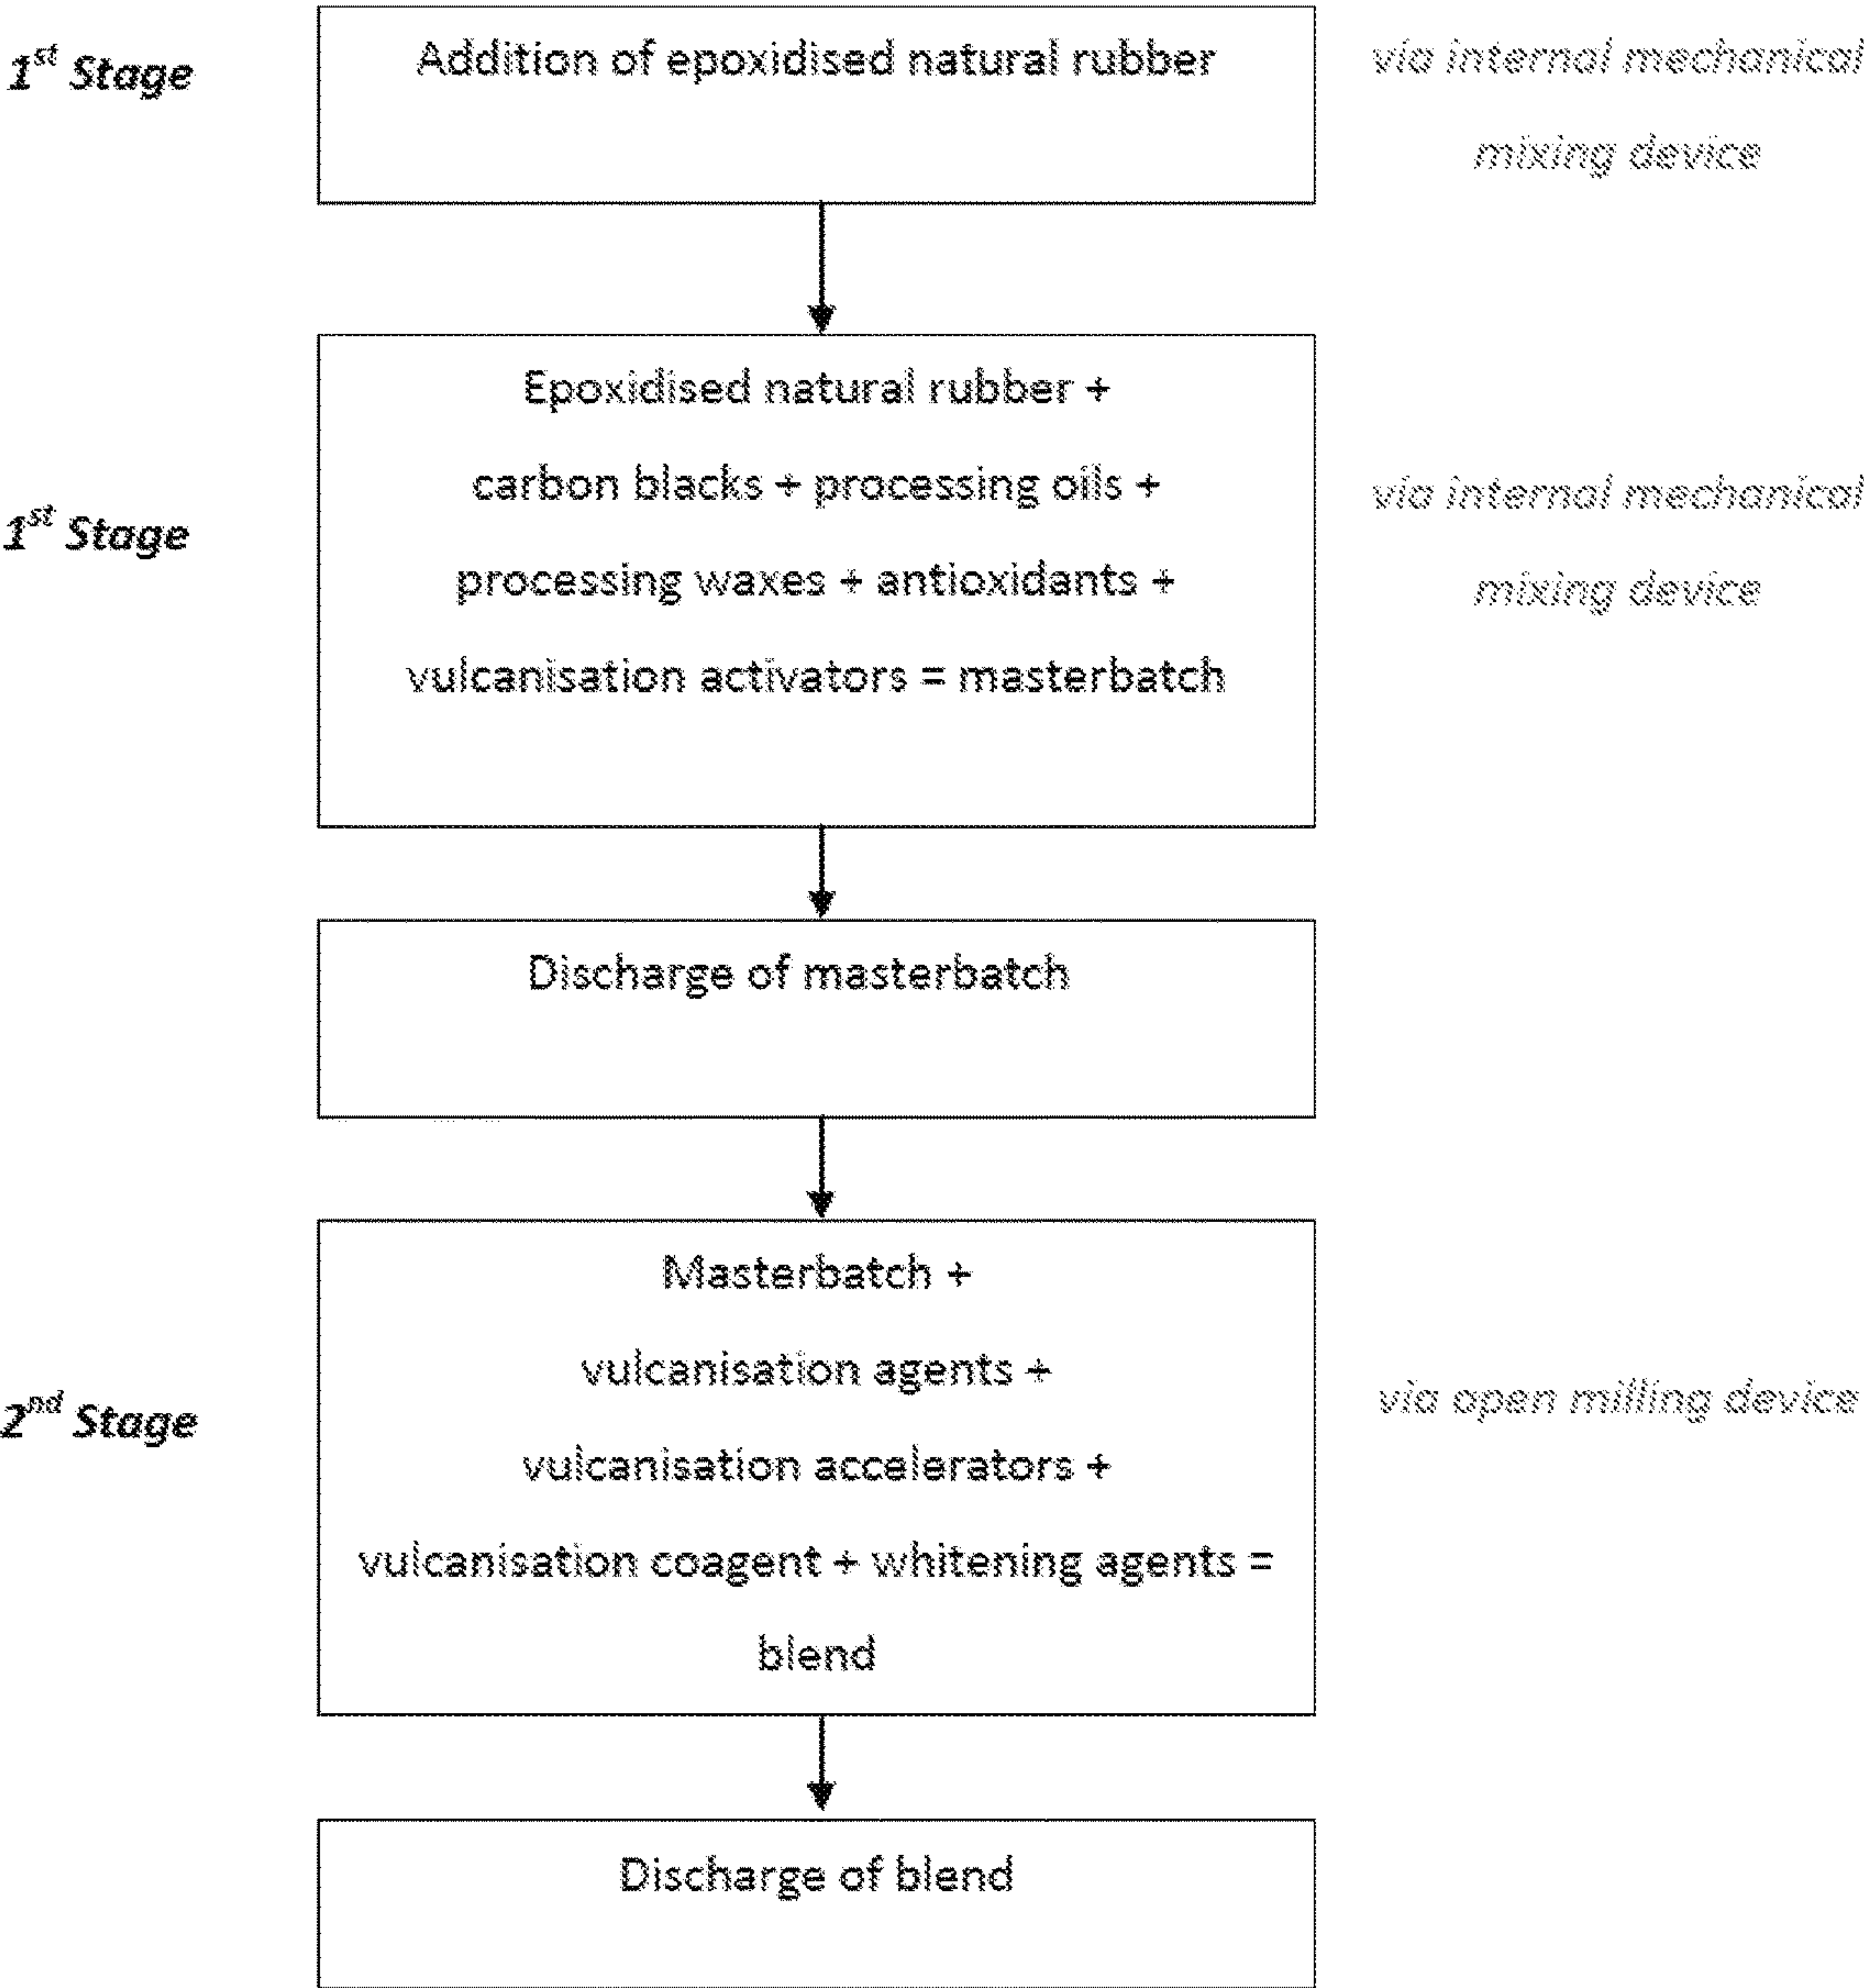 1st Stage
Addition of epoxidised natural rubber
via internal mechanical
mixing device
Epoxidised natural rubber +
carbon blacks + processing oils +
1st Stage
via internal mechanical
processing waxes + antioxidants +
mixing device
vulcanisation activators = masterbatch
Discharge of masterbatch
Masterbatch +
vulcanisation agents +
2nd Stage
via open milling device
vulcanisation accelerators +
vulcanisation coagent + whitening agents =
blend
Discharge of blend